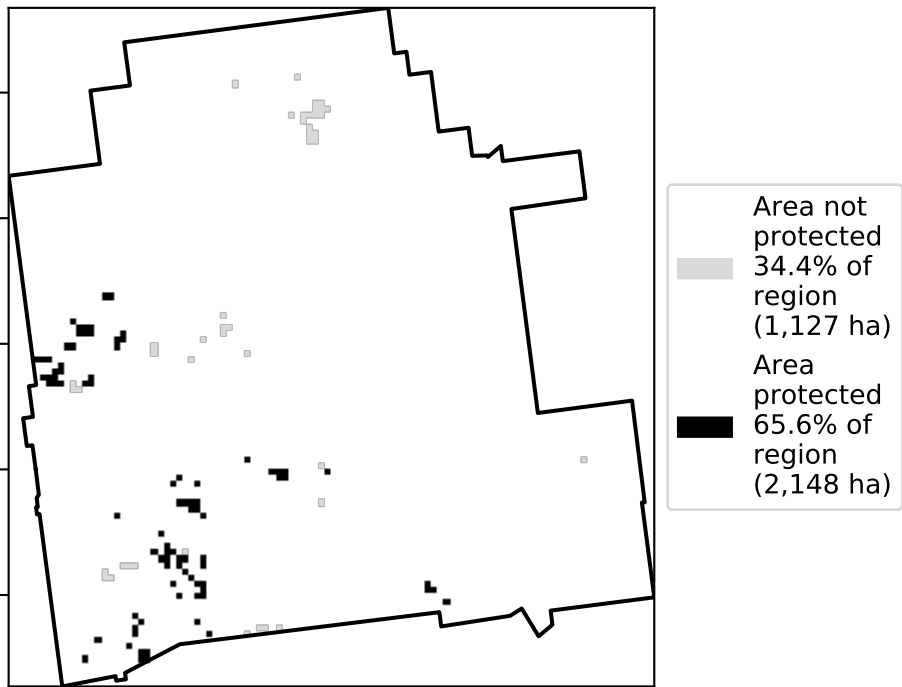 Area not
protected
34.4% of
region
(1,127 ha)
Area
protected
65.6% of
region
(2,148 ha)